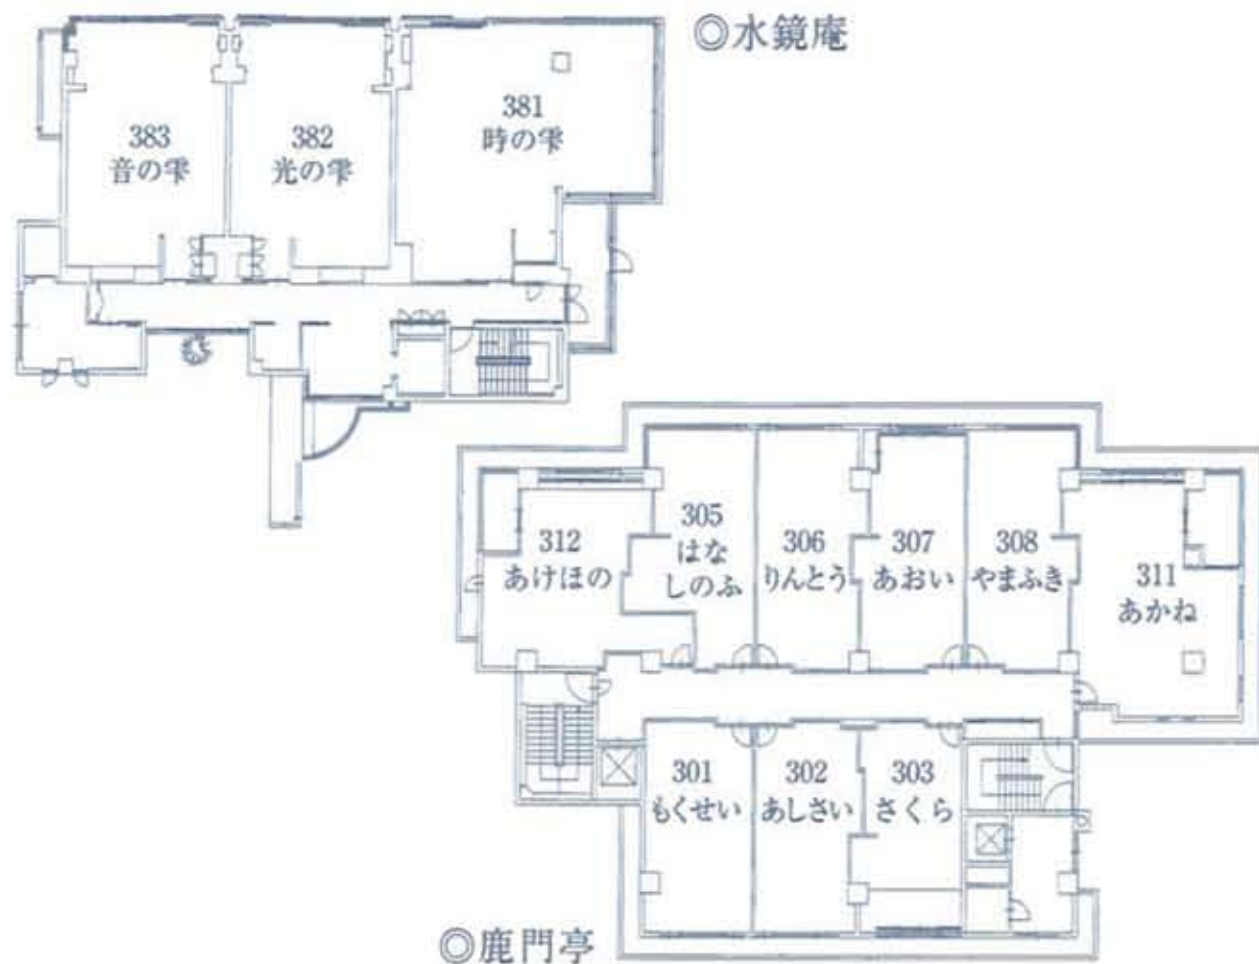 ◎水鏡庵
383
音の雫
382
光の雫
381
時の雫
312
あけほの
305
はな
しのふ
306
りんとう
307
あおい
308
やまふき
311
あかね
301
もくせい
302
あしさい
303
さくら
◎鹿門亭